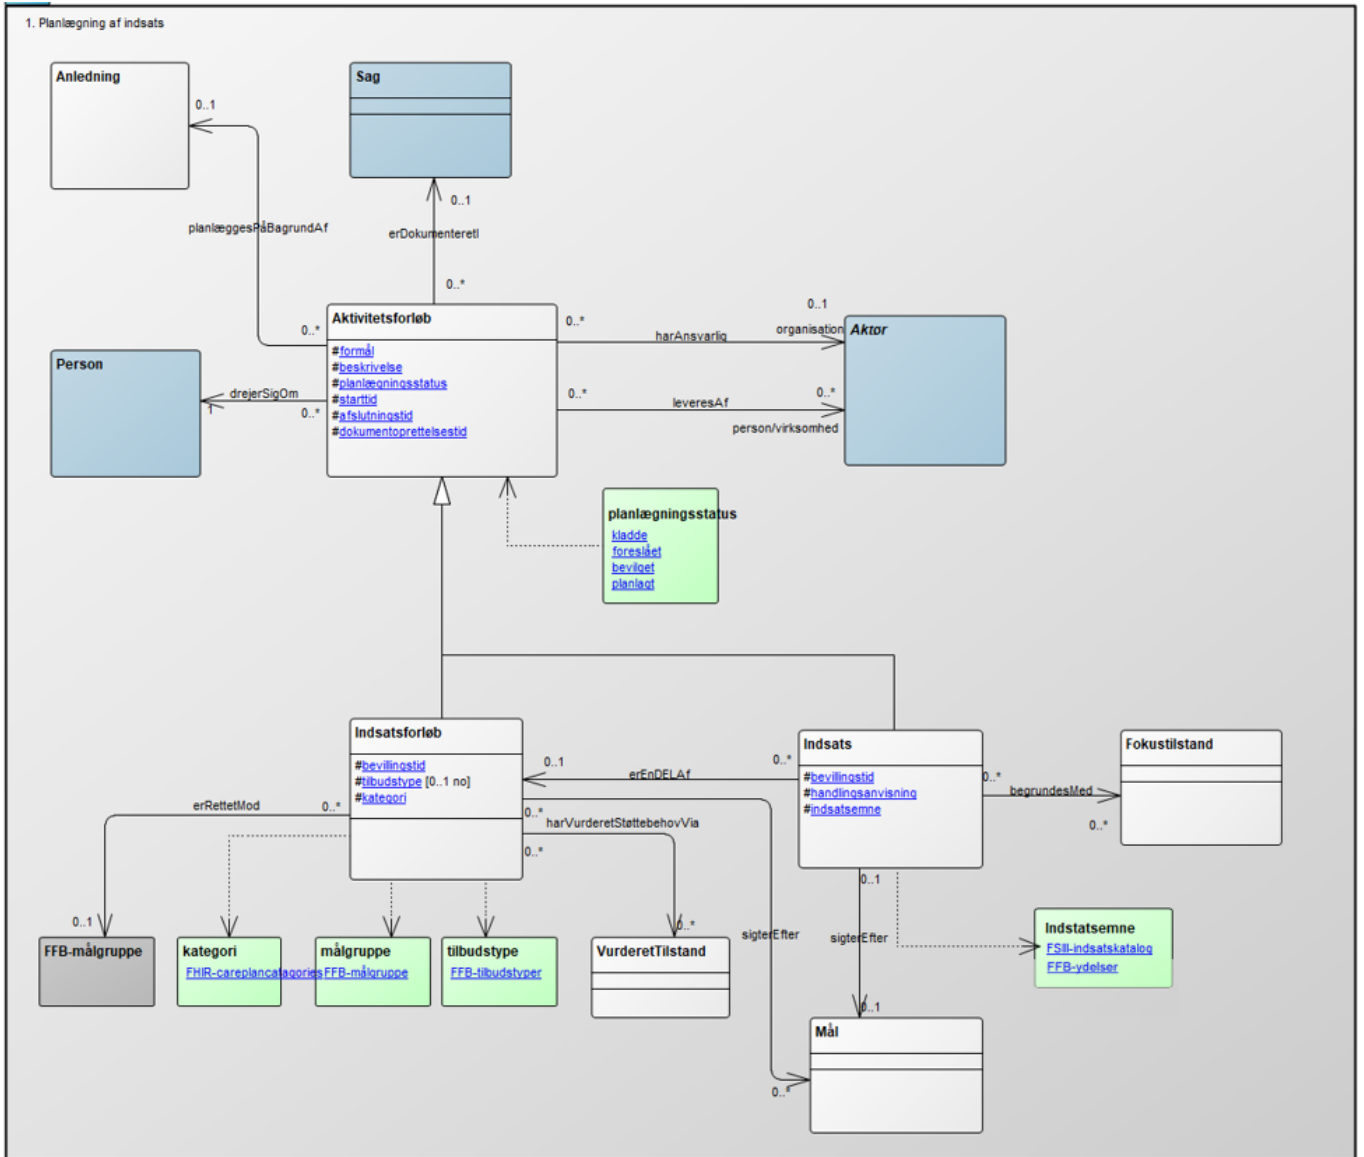 1. Planlægning af indsats
Anledning
Sag
0..1
0..1
planlæggesPåBagrundAf
erDokumenteretI
0..*
Aktivitetsforløb
#formål
#beskrivelse
#planlægningsstatus
#starttid
#afslutningstid
#dokumentoprettelsestid
0..*
0..*
harAnsvarlig
0..1
organisation
Aktør
Person
drejerSigOm
1
0..*
0..*
leveresAf
0..*
person/virksomhed
planlægningsstatus
kladde
foreslået
bevilget
planlagt
Indsatsforløb
#bevillingstid
#tilbudstype [0..1 no]
#kategori
0..1
erEnDELAf
0..*
Indsats
#bevillingstid
#handlingsanvisning
#indsatsemne
0..*
begrundesMed
0..*
Fokustilstand
erRettetMod
0..*
0..*
harVurderetStøttebehovVia
0..*
0..1
0..*
sigterEfter
0..1
sigterEfter
0..1
FFB-målgruppe
kategori
FHIR-careplancatagories
målgruppe
FFB-målgruppe
tilbudstype
FFB-tilbudstyper
VurderetTilstand
Indstatsemne
FSIII-indsatskatalog
FFB-ydelser
Mål
0..*